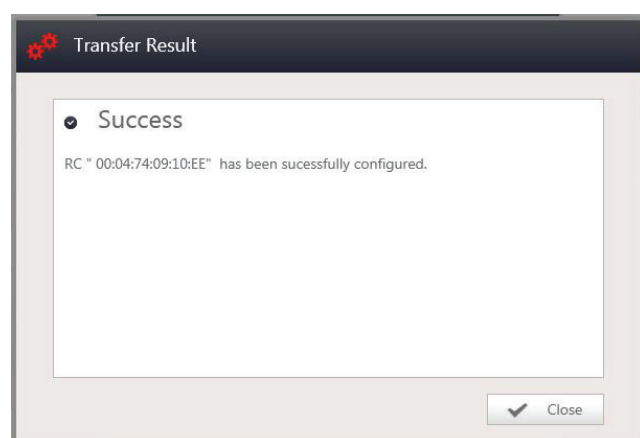 Transfer Result
Success
RC " 00:04:74:09:10:EE" has been sucessfully configured.
Close